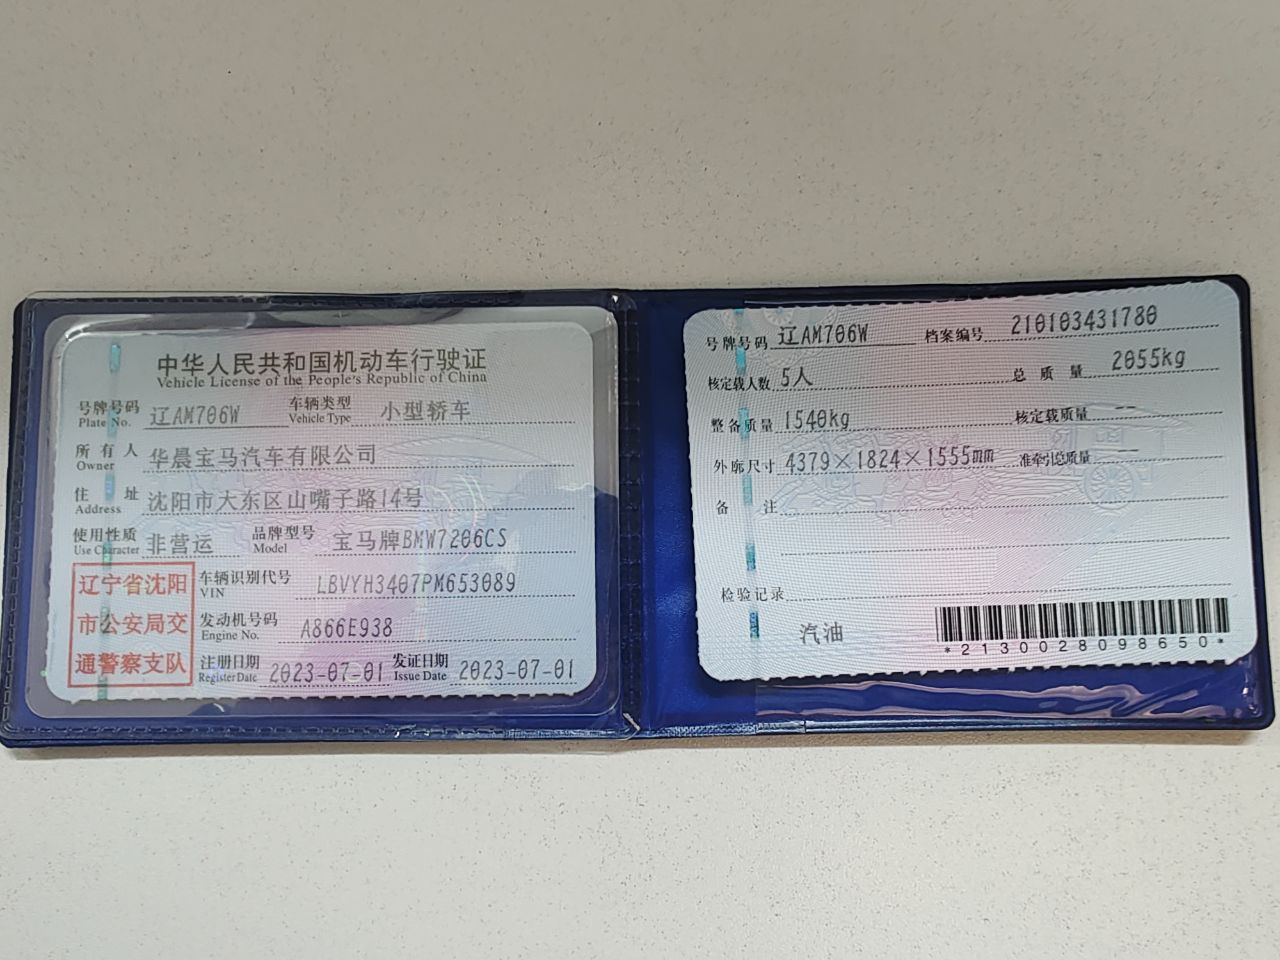 中华人民共和国机动车行驶证
Vehicle License of the People's Republic of China
号牌号码 辽AM706W 车辆类型 小型轿车
Plate No. Vehicle Type
所有人 华晨宝马汽车有限公司
Owner
住址 沈阳市大东区山嘴子路14号
Address
使用性质 非营运 品牌型号 宝马牌BMW7206CS
Use Character Model
辽宁省沈阳
市公安局交
通警察支队
车辆识别代号 LBVYH3407PM653089
VIN
发动机号码 A866E938
Engine No.
注册日期 2023-07-01 发证日期 2023-07-01
Register Date Issue Date
号牌号码 辽AM706W 档案编号 210103431780
核定载人数 5人 总质量 2055kg
整备质量 1540kg 核定载质量 --
外廓尺寸 4379×1824×1555mm 准牵引总质量 --
备注
检验记录
汽油
*2130028098650*